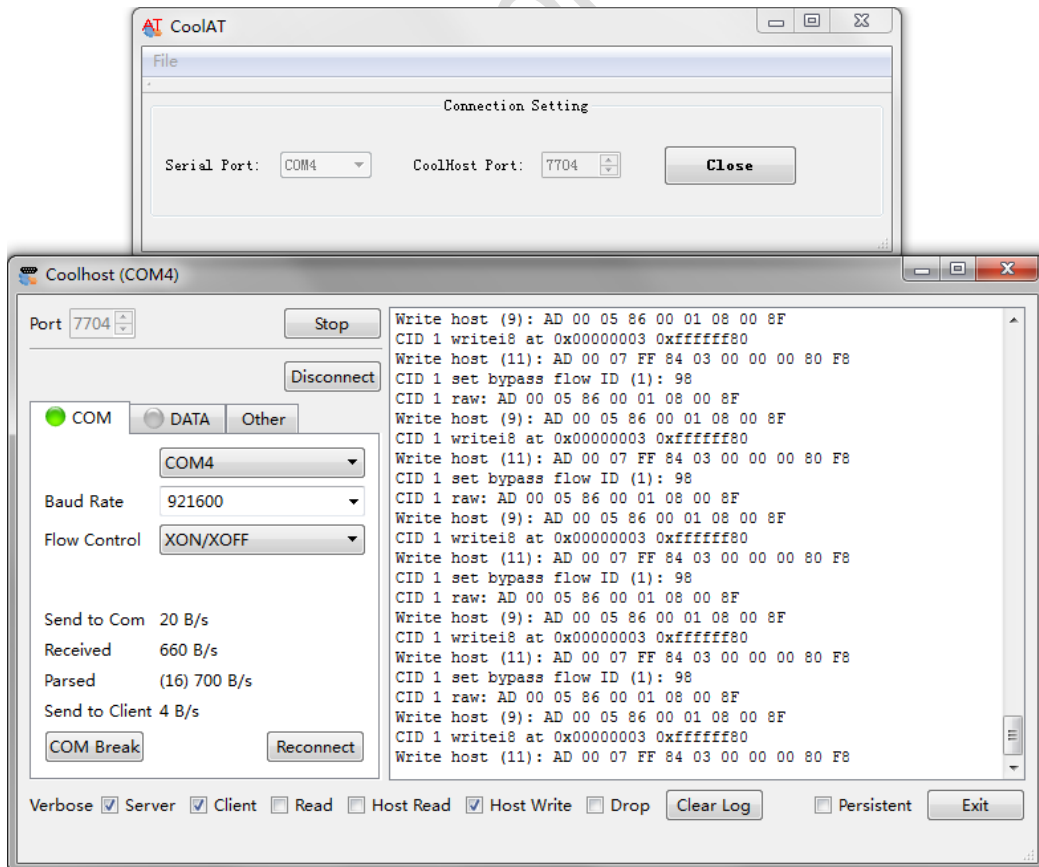 CoolAT
File
Connection Setting
Serial Port: COM4 CoolHost Port: 7704 Close
Coolhost (COM4)
Port 7704 Stop
Disconnect
COM DATA Other
COM4
Baud Rate 921600
Flow Control XON/XOFF
Send to Com 20 B/s
Received 660 B/s
Parsed (16) 700 B/s
Send to Client 4 B/s
COM Break Reconnect
Write host (9): AD 00 05 86 00 01 08 00 8F
CID 1 writei8 at 0x00000003 0xffffff80
Write host (11): AD 00 07 FF 84 03 00 00 00 80 F8
CID 1 set bypass flow ID (1): 98
CID 1 raw: AD 00 05 86 00 01 08 00 8F
Write host (9): AD 00 05 86 00 01 08 00 8F
CID 1 writei8 at 0x00000003 0xffffff80
Write host (11): AD 00 07 FF 84 03 00 00 00 80 F8
CID 1 set bypass flow ID (1): 98
CID 1 raw: AD 00 05 86 00 01 08 00 8F
Write host (9): AD 00 05 86 00 01 08 00 8F
CID 1 writei8 at 0x00000003 0xffffff80
Write host (11): AD 00 07 FF 84 03 00 00 00 80 F8
CID 1 set bypass flow ID (1): 98
CID 1 raw: AD 00 05 86 00 01 08 00 8F
Write host (9): AD 00 05 86 00 01 08 00 8F
CID 1 writei8 at 0x00000003 0xffffff80
Write host (11): AD 00 07 FF 84 03 00 00 00 80 F8
CID 1 set bypass flow ID (1): 98
CID 1 raw: AD 00 05 86 00 01 08 00 8F
Write host (9): AD 00 05 86 00 01 08 00 8F
CID 1 writei8 at 0x00000003 0xffffff80
Write host (11): AD 00 07 FF 84 03 00 00 00 80 F8
Verbose Server Client Read Host Read Host Write Drop Clear Log Persistent Exit